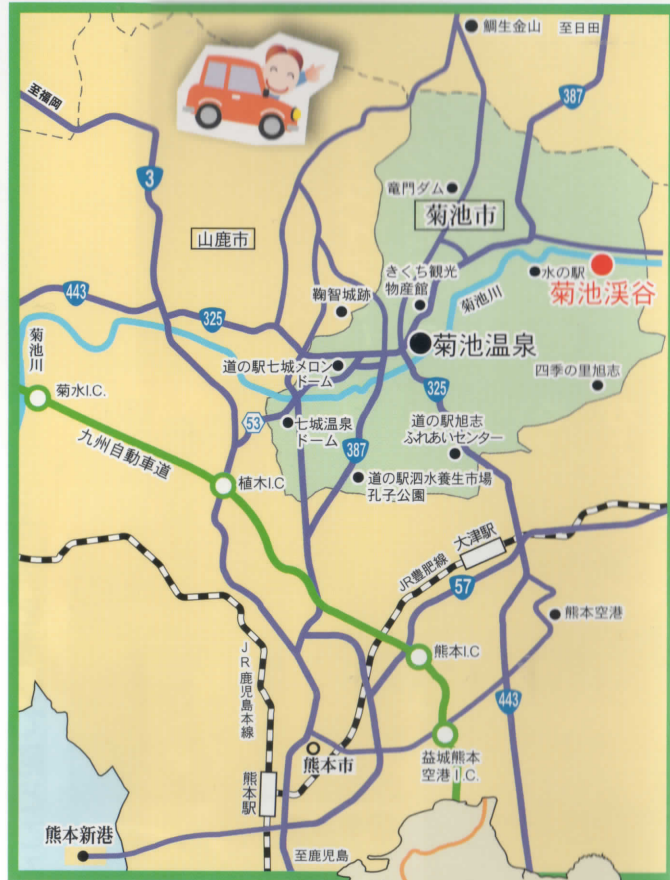 鯛生金山
至日田
387
至福岡
3
竜門ダム
菊池市
山鹿市
きくち観光
物産館
水の駅
菊池渓谷
443
325
鞠智城跡
菊池川
菊池温泉
菊池川
道の駅七城メロン
ドーム
325
四季の里旭志
菊水I.C.
53
七城温泉
ドーム
道の駅旭志
ふれあいセンター
九州自動車道
387
植木I.C
道の駅泗水養生市場
孔子公園
大津駅
JR豊肥線
57
熊本空港
熊本I.C
JR鹿児島本線
443
益城熊本
空港I.C.
熊本市
熊本駅
熊本新港
至鹿児島